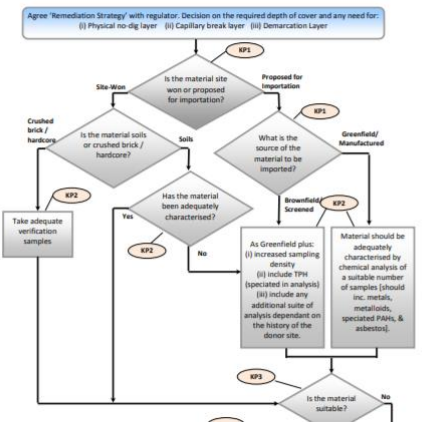 Agree 'Remediation Strategy' with regulator. Decision on the required depth of cover and any need for:
(i) Physical no-dig layer (ii) Capillary break layer (iii) Demarcation Layer
KP1
Is the material site
won or proposed
for importation?
Site-Won
Proposed for
Importation
KP1
Crushed
brick /
hardcore
Is the material soils
or crushed brick /
hardcore?
Soils
What is the
source of the
material to be
imported?
Greenfield/
Manufactured
KP2
Has the material
been adequately
characterised?
Yes
No
KP2
Brownfield/
Screened
KP2
Take adequate
verification
samples
As Greenfield plus:
(i) increased sampling
density
(ii) include TPH
(speciated in analysis)
(iii) include any
additional suite of
analysis dependant on
the history of the
donor site.
Material should be
adequately
characterised by
chemical analysis of
a suitable number
of samples [should
inc. metals,
metalloids,
speciated PAHs, &
asbestos].
KP3
Is the material
suitable?
No